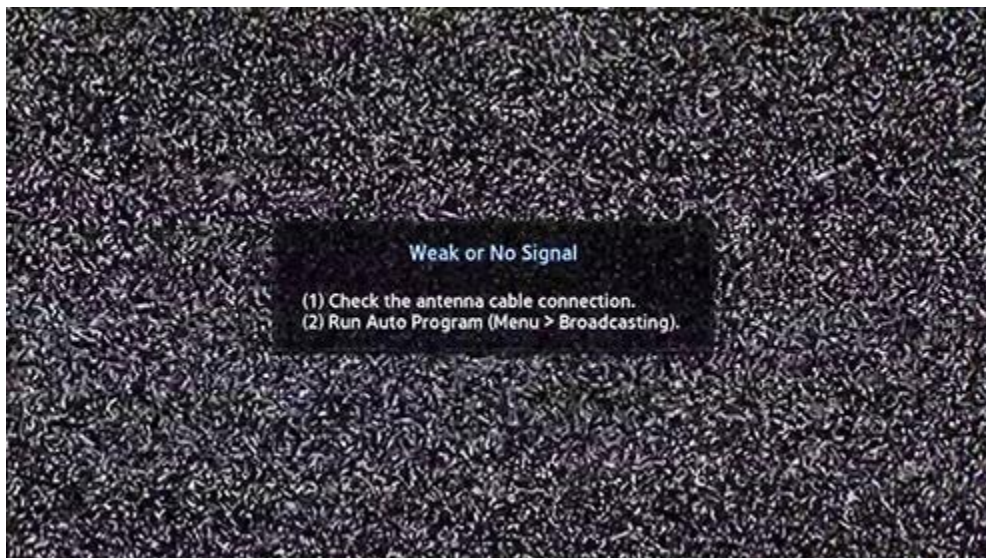 Weak or No Signal
(1) Check the antenna cable connection.
(2) Run Auto Program (Menu > Broadcasting).